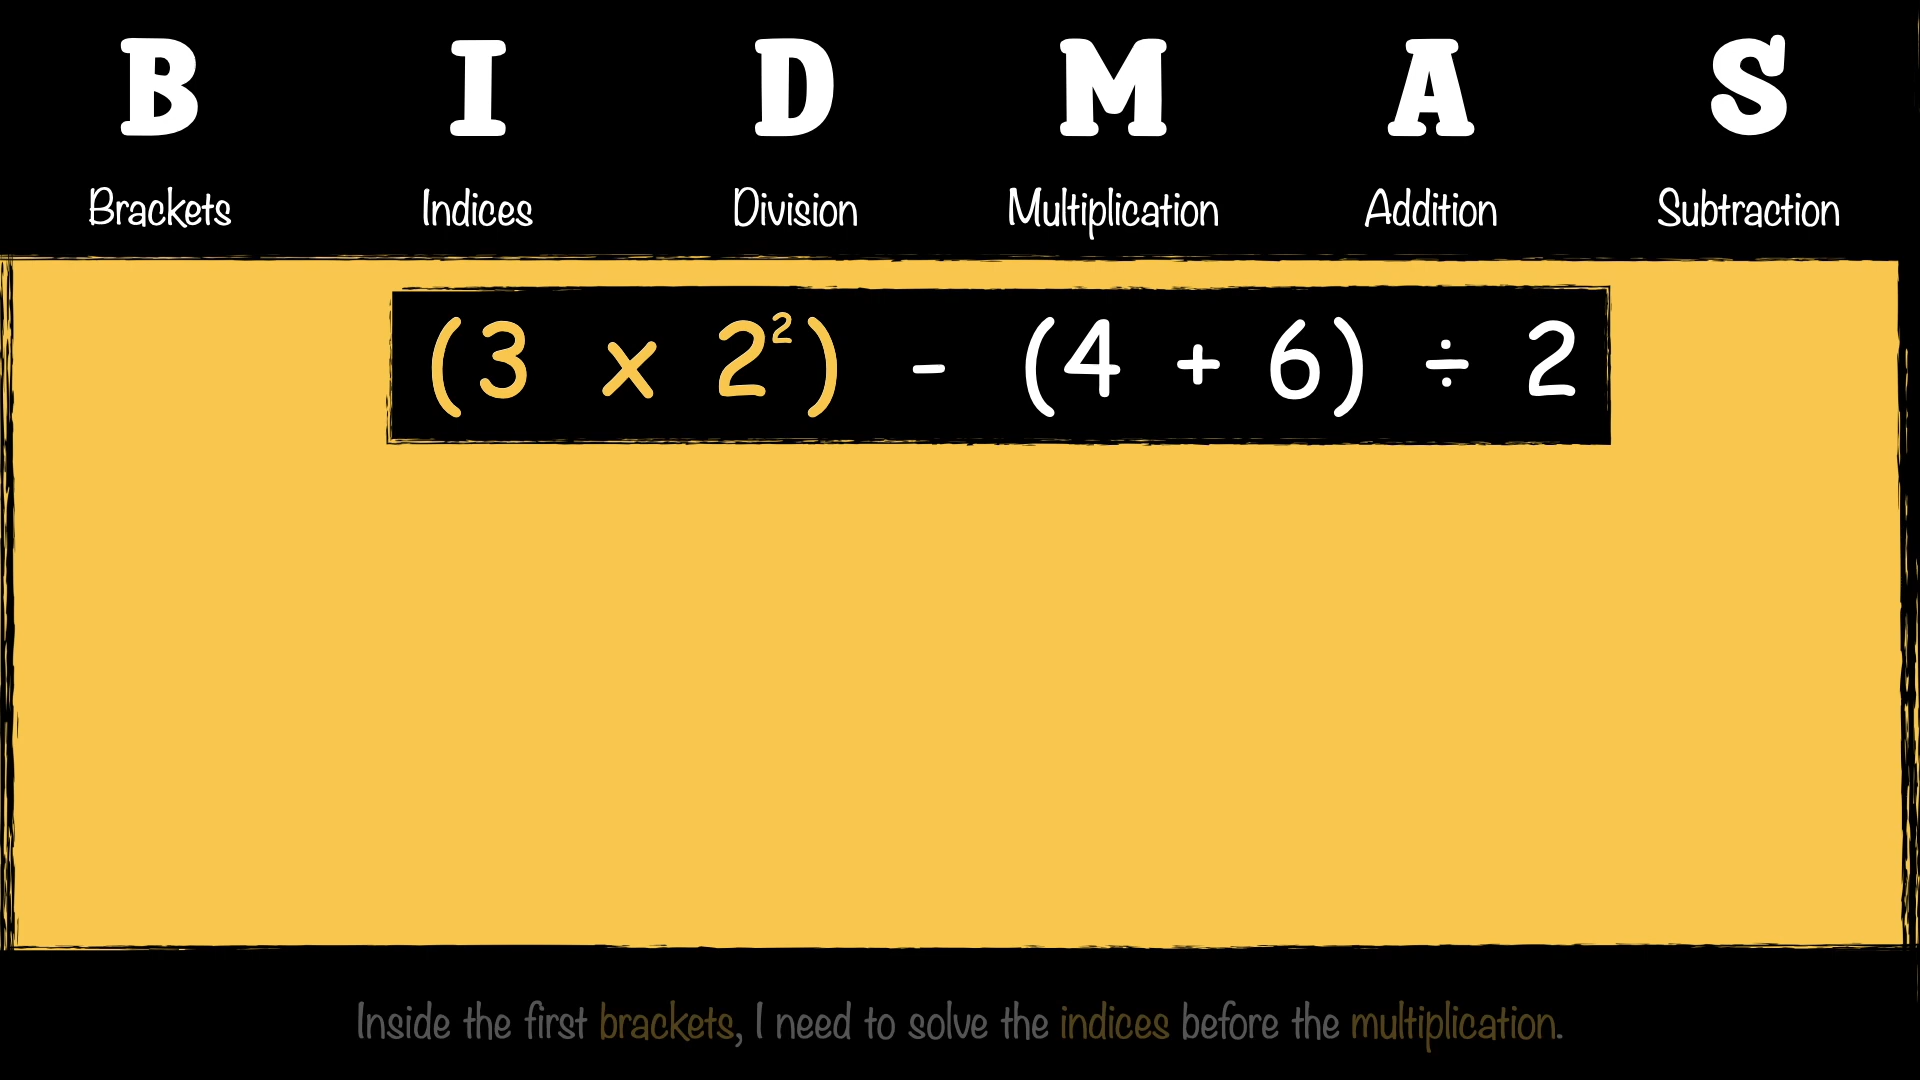 B I D M A S
Brackets Indices Division Multiplication Addition Subtraction
(3 x 2²) - (4 + 6) ÷ 2
Inside the first brackets, I need to solve the indices before the multiplication.